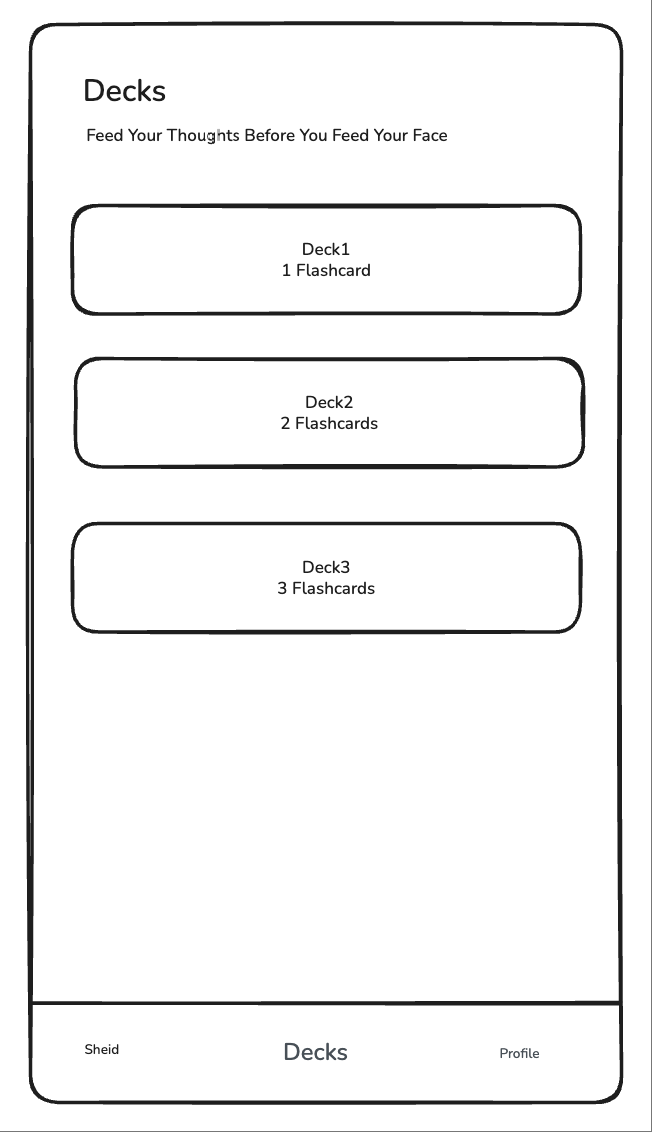 Decks
Feed Your Thoughts Before You Feed Your Face
Deck1
1 Flashcard
Deck2
2 Flashcards
Deck3
3 Flashcards
Sheid
Decks
Profile